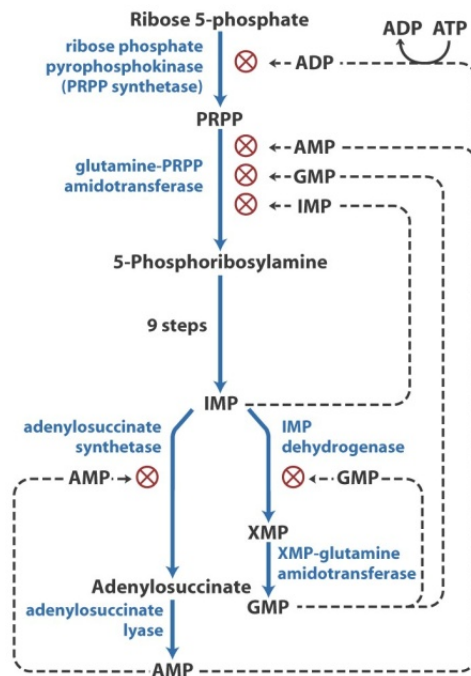 Ribose 5-phosphate
ribose phosphate
pyrophosphokinase
(PRPP synthetase)
ADP
ADP ATP
PRPP
glutamine-PRPP
amidotransferase
AMP
GMP
IMP
5-Phosphoribosylamine
9 steps
IMP
adenylosuccinate
synthetase
IMP
dehydrogenase
AMP
GMP
XMP
XMP-glutamine
amidotransferase
Adenylosuccinate
adenylosuccinate
lyase
GMP
AMP